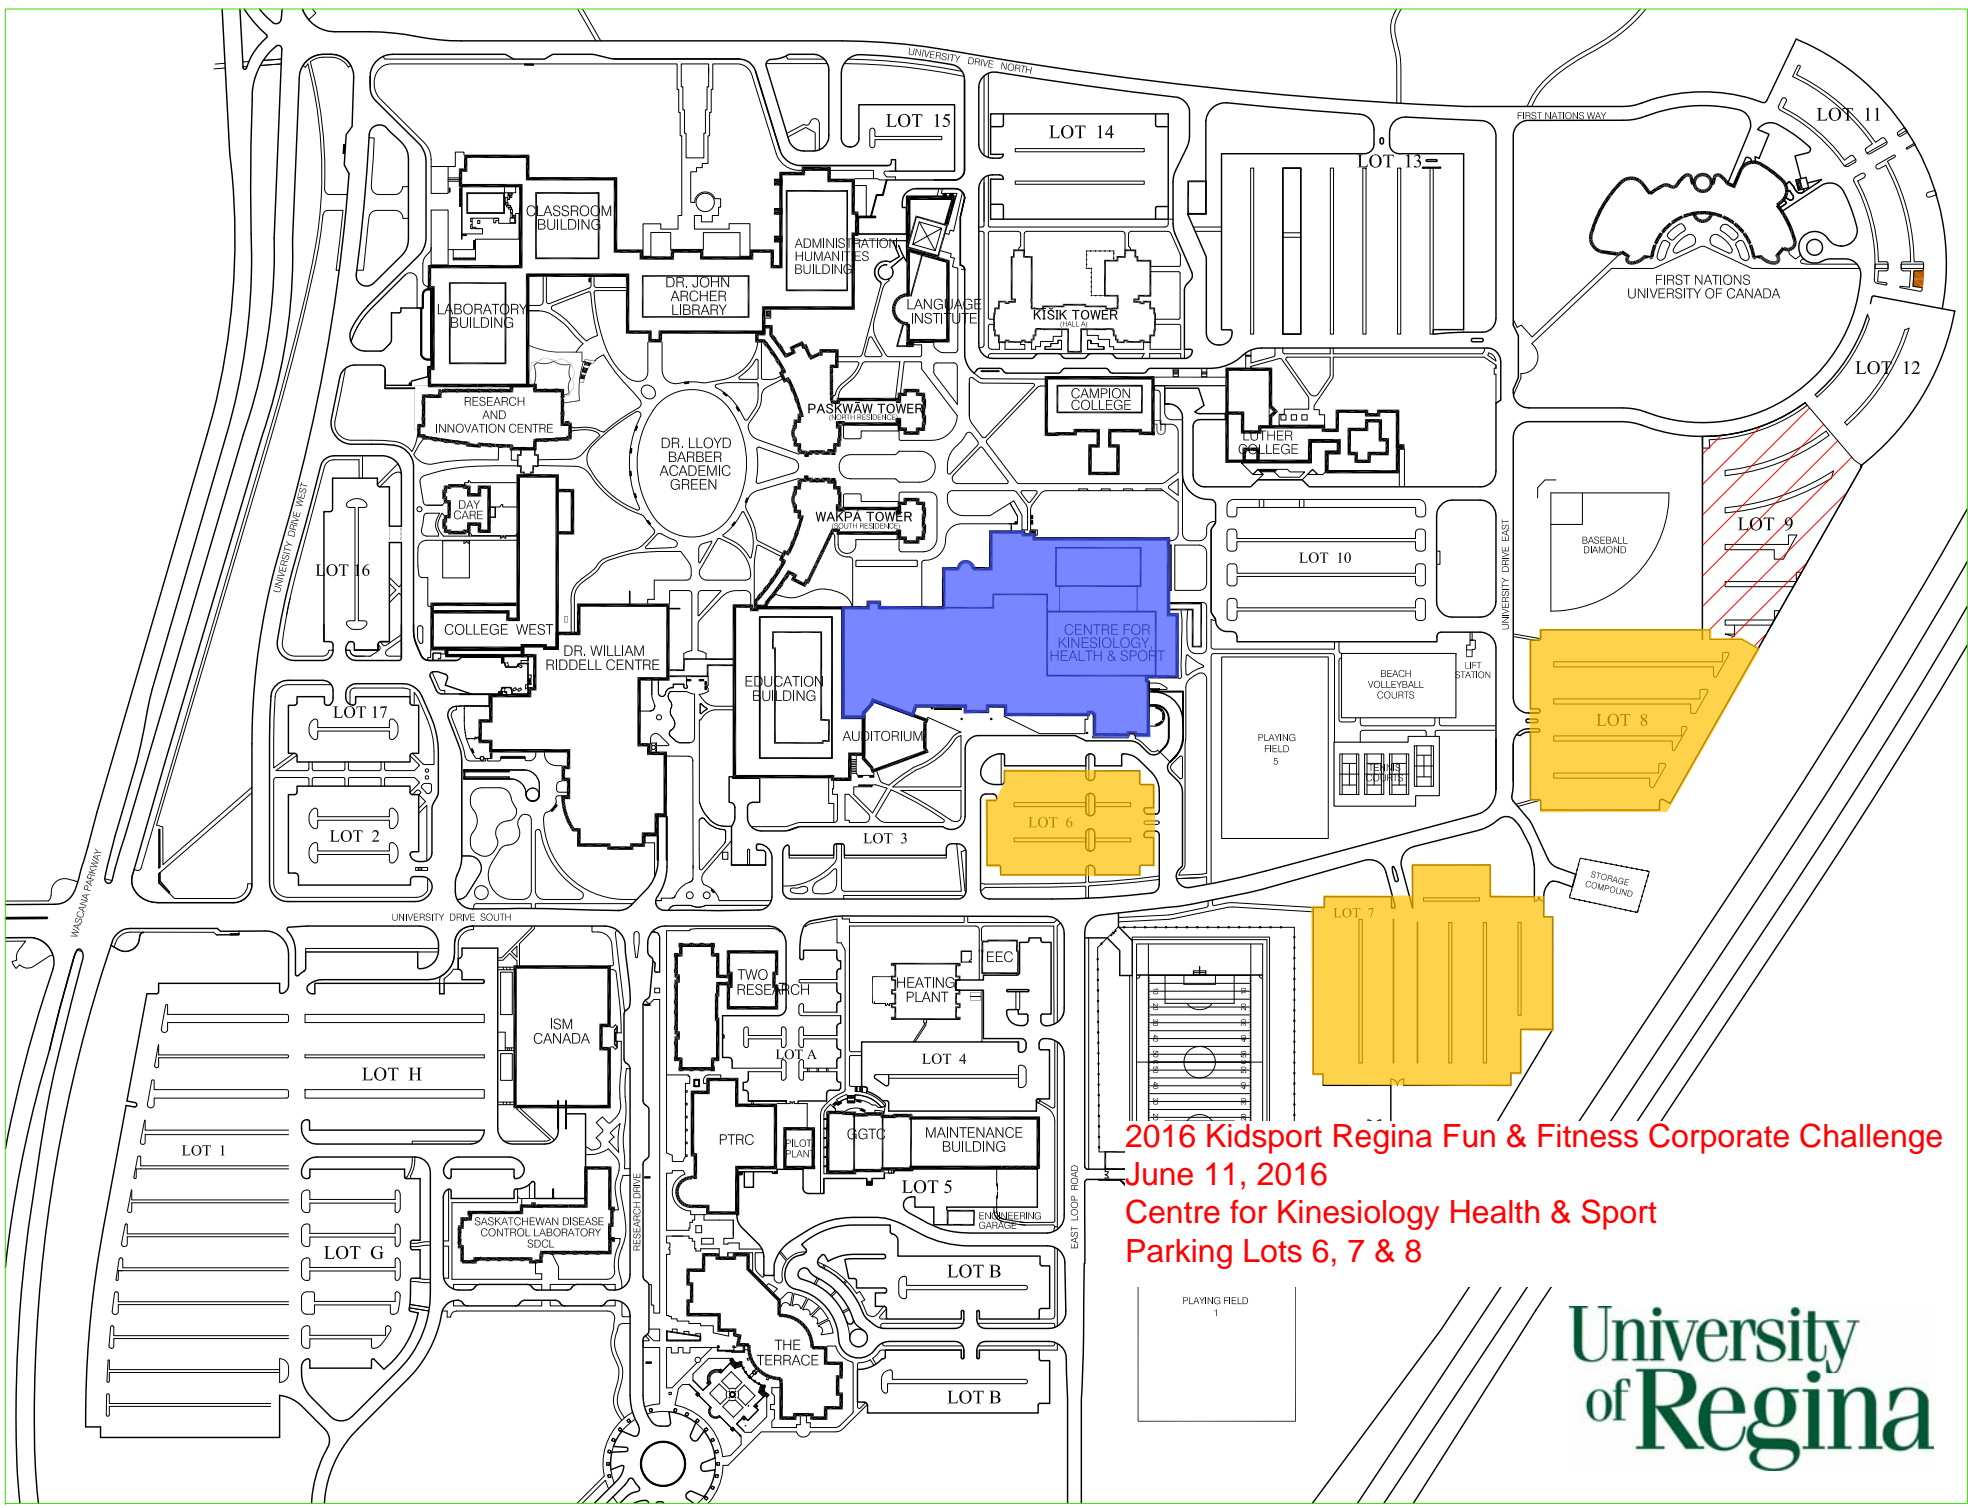 UNIVERSITY DRIVE NORTH
FIRST NATIONS WAY
LOT 11
LOT 15
LOT 14
LOT 13
CLASSROOM
BUILDING
ADMINISTRATION
HUMANITIES
BUILDING
DR. JOHN
ARCHER
LIBRARY
LABORATORY
BUILDING
LANGUAGE
INSTITUTE
KĪŠIK TOWER
(HALL A)
FIRST NATIONS
UNIVERSITY OF CANADA
LOT 12
RESEARCH
AND
INNOVATION CENTRE
PASKWĀW TOWER
(NORTH RESIDENCE)
CAMPION
COLLEGE
LUTHER
COLLEGE
DR. LLOYD
BARBER
ACADEMIC
GREEN
DAY
CARE
WAKPÁ TOWER
(SOUTH RESIDENCE)
UNIVERSITY DRIVE WEST
LOT 16
LOT 10
UNIVERSITY DRIVE EAST
BASEBALL
DIAMOND
LOT 9
COLLEGE WEST
DR. WILLIAM
RIDDELL CENTRE
EDUCATION
BUILDING
CENTRE FOR
KINESIOLOGY,
HEALTH & SPORT
AUDITORIUM
BEACH
VOLLEYBALL
COURTS
LIFT
STATION
LOT 8
PLAYING
FIELD
5
TENNIS
COURTS
LOT 17
LOT 2
LOT 3
LOT 6
STORAGE
COMPOUND
WASCANA PARKWAY
UNIVERSITY DRIVE SOUTH
LOT 7
TWO
RESEARCH
HEATING
PLANT
EEC
ISM
CANADA
LOT A
LOT 4
LOT H
LOT 1
PTRC
PILOT
PLANT
GGTC
MAINTENANCE
BUILDING
LOT 5
ENGINEERING
GARAGE
EAST LOOP ROAD
RESEARCH DRIVE
SASKATCHEWAN DISEASE
CONTROL LABORATORY
SDCL
LOT G
LOT B
THE
TERRACE
LOT B
2016 Kidsport Regina Fun & Fitness Corporate Challenge
June 11, 2016
Centre for Kinesiology Health & Sport
Parking Lots 6, 7 & 8
PLAYING FIELD
1
University
of Regina